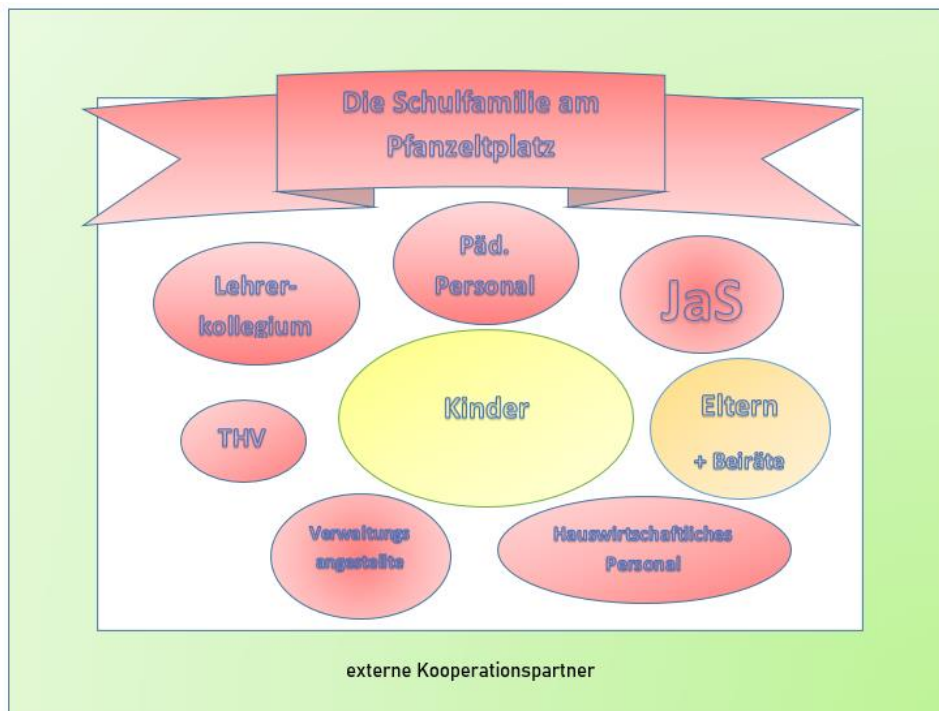 Die Schulfamilie am
Pfanzeltplatz
Päd.
Personal
Lehrer-
kollegium
JaS
Kinder
Eltern
+ Beiräte
THV
Verwaltungs
angestellte
Hauswirtschaftliches
Personal
externe Kooperationspartner